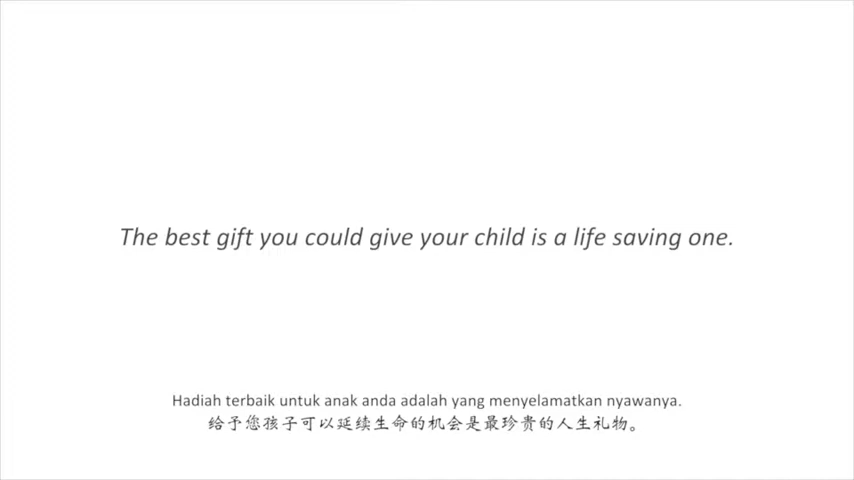 The best gift you could give your child is a life saving one.
Hadiah terbaik untuk anak anda adalah yang menyelamatkan nyawanya.
给予您孩子可以延续生命的机会是最珍贵的人生礼物。